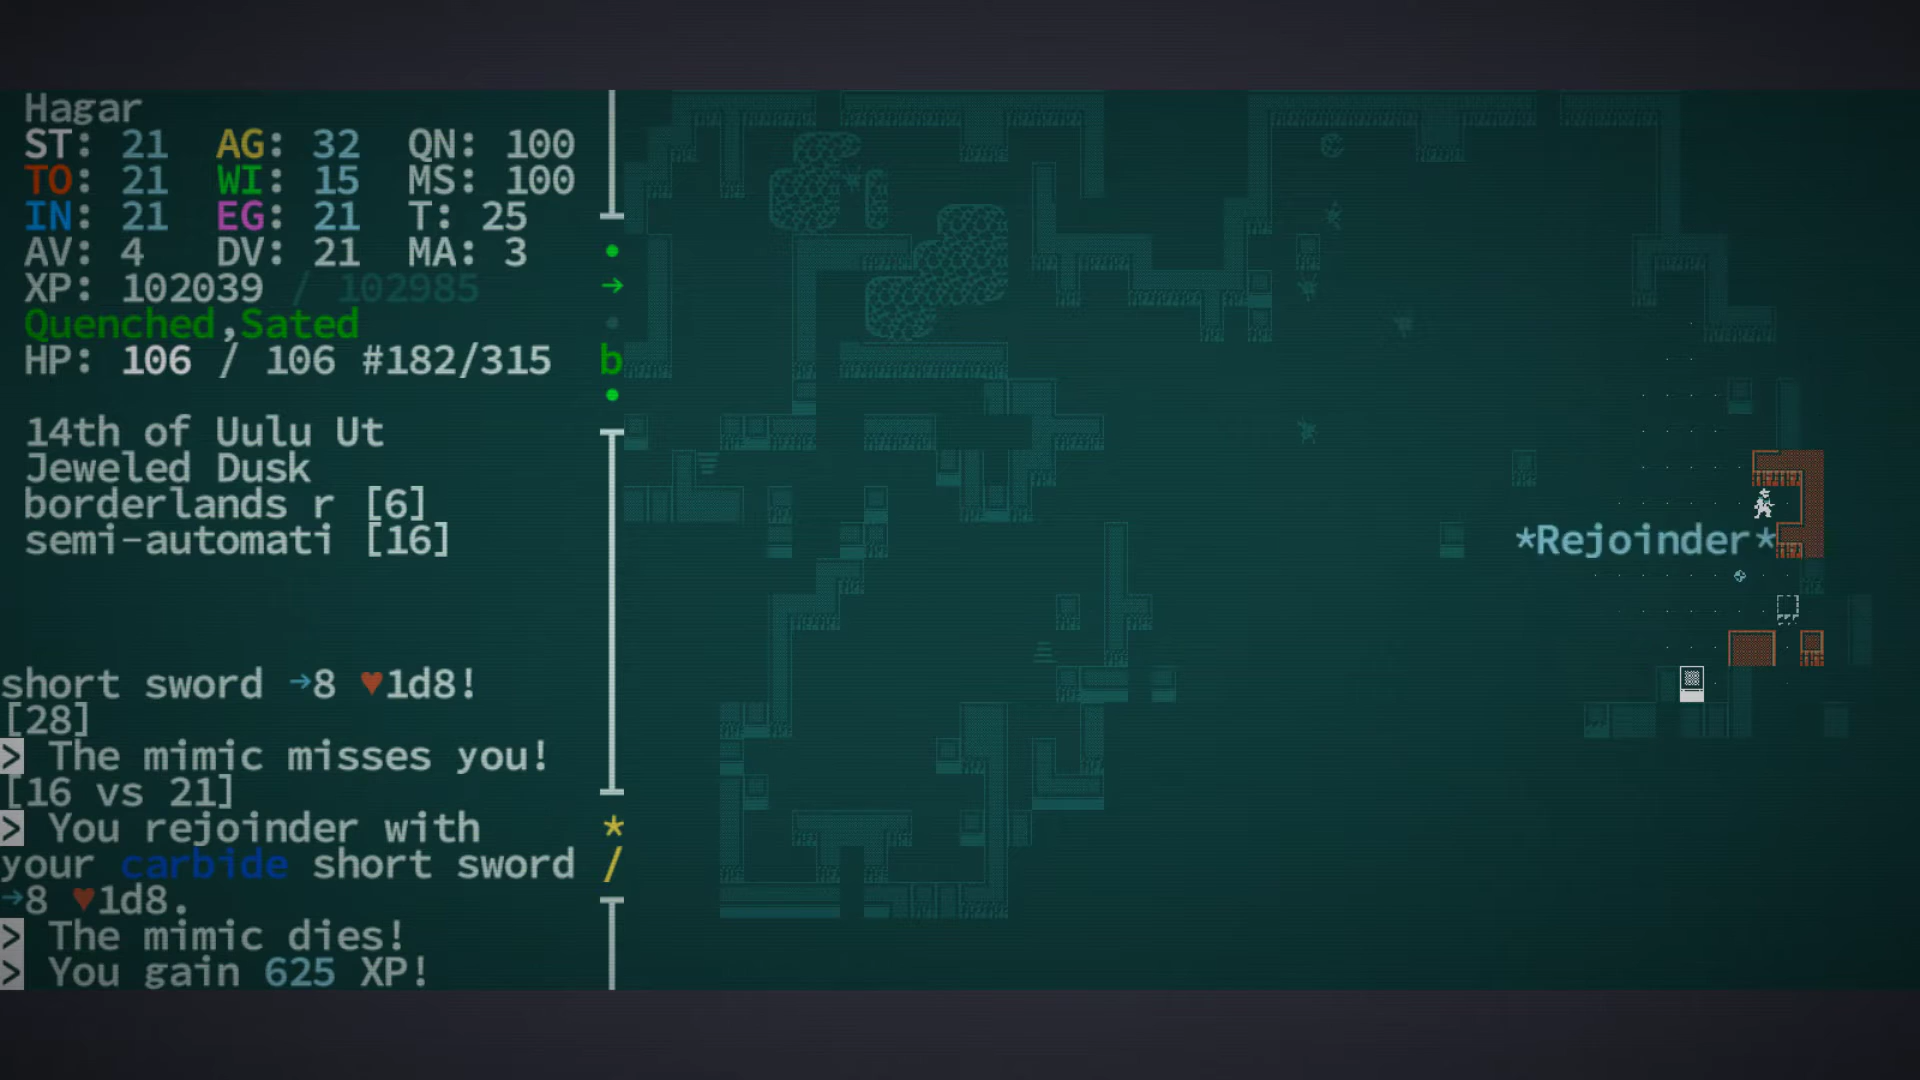 Hagar
ST: 21 AG: 32 QN: 100
TO: 21 WI: 15 MS: 100
IN: 21 EG: 21 T: 25
AV: 4 DV: 21 MA: 3
XP: 102039 / 102985
Quenched,Sated
HP: 106 / 106 #182/315
b
14th of Uulu Ut
Jeweled Dusk
borderlands r [6]
semi-automati [16]
*Rejoinder*
short sword →8 ♥1d8!
[28]
> The mimic misses you!
[16 vs 21]
> You rejoinder with
your carbide short sword
→8 ♥1d8.
> The mimic dies!
> You gain 625 XP!